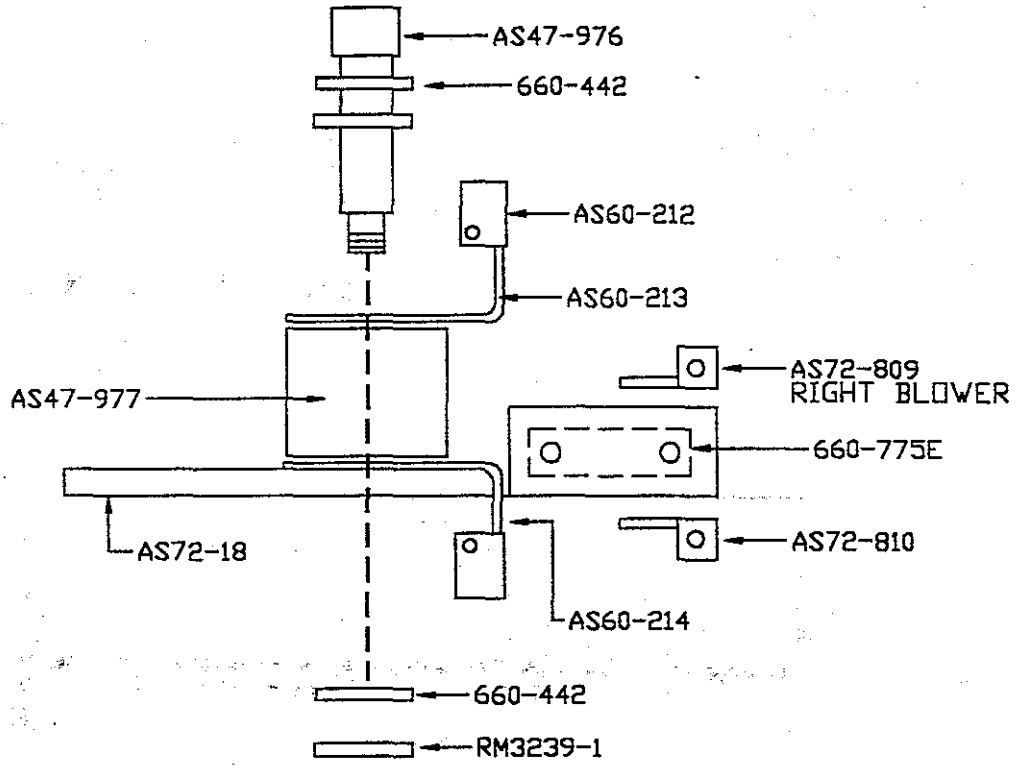 AS47-976
660-442
AS60-212
AS60-213
AS72-809
RIGHT BLOWER
AS47-977
660-775E
AS72-18
AS72-810
AS60-214
660-442
RM3239-1